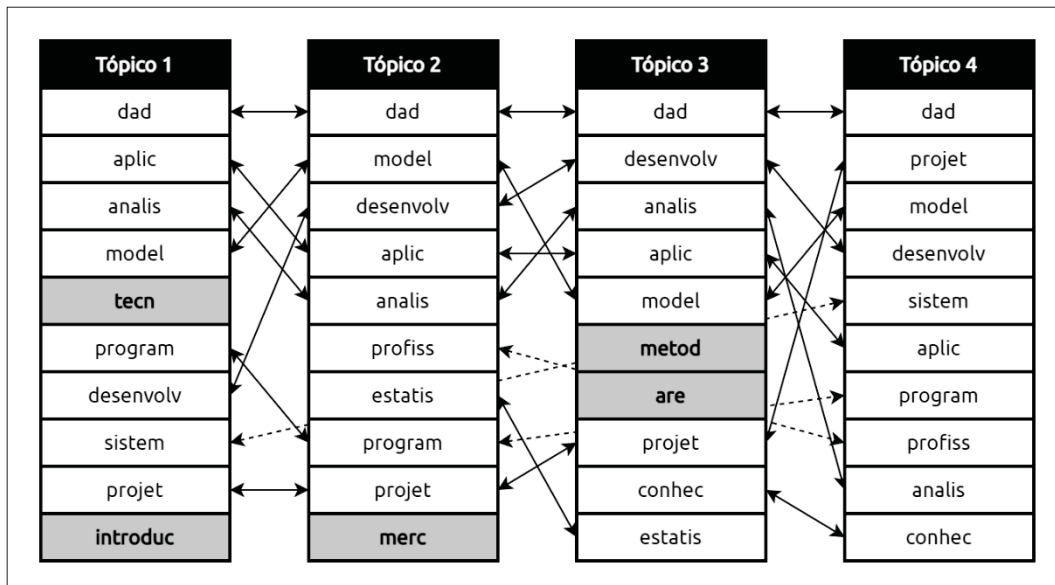 Tópico 1 Tópico 2 Tópico 3 Tópico 4
dad dad dad dad
aplic model desenvolv projet
analis desenvolv analis model
model aplic aplic desenvolv
tecn analis model sistem
program profiss metod aplic
desenvolv estatis are program
sistem program projet profiss
projet projet conhec analis
introduc merc estatis conhec